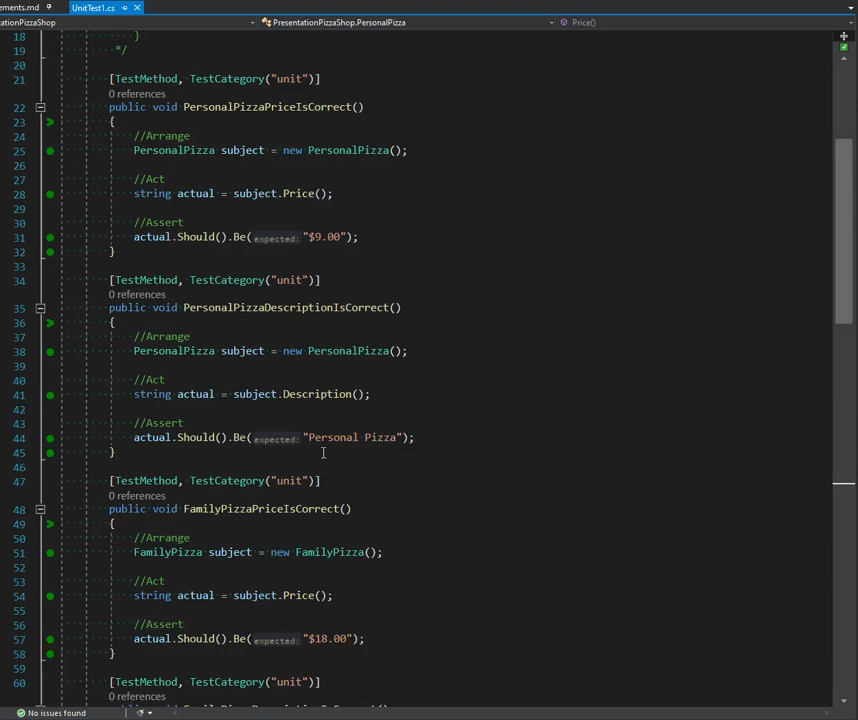 ements.md UnitTest1.cs
tationPizzaShop PresentationPizzaShop.PersonalPizza Price()
18 }
19 */
20
21 [TestMethod, TestCategory("unit")]
0 references
22 public void PersonalPizzaPriceIsCorrect()
23 {
24 //Arrange
25 PersonalPizza subject = new PersonalPizza();
26
27 //Act
28 string actual = subject.Price();
29
30 //Assert
31 actual.Should().Be(expected: "$9.00");
32 }
33
34 [TestMethod, TestCategory("unit")]
0 references
35 public void PersonalPizzaDescriptionIsCorrect()
36 {
37 //Arrange
38 PersonalPizza subject = new PersonalPizza();
39
40 //Act
41 string actual = subject.Description();
42
43 //Assert
44 actual.Should().Be(expected: "Personal Pizza");
45 }
46
47 [TestMethod, TestCategory("unit")]
0 references
48 public void FamilyPizzaPriceIsCorrect()
49 {
50 //Arrange
51 FamilyPizza subject = new FamilyPizza();
52
53 //Act
54 string actual = subject.Price();
55
56 //Assert
57 actual.Should().Be(expected: "$18.00");
58 }
59
60 [TestMethod, TestCategory("unit")]
0 references
No issues found